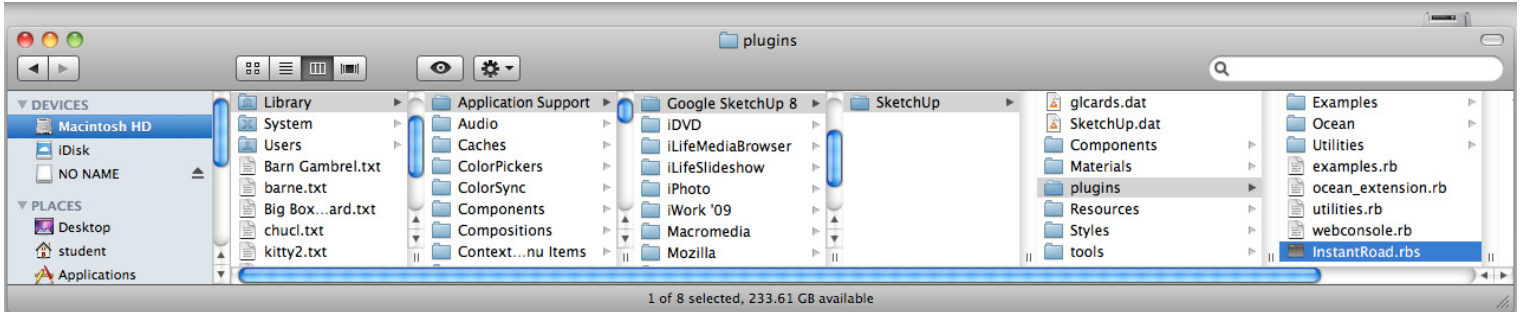 plugins
DEVICES
Macintosh HD
iDisk
NO NAME
PLACES
Desktop
student
Applications
Library
System
Users
Barn Gambrel.txt
barne.txt
Big Box...ard.txt
chucl.txt
kitty2.txt
Application Support
Audio
Caches
ColorPickers
ColorSync
Components
Compositions
Context...nu Items
Google SketchUp 8
iDVD
iLifeMediaBrowser
iLifeSlideshow
iPhoto
iWork '09
Macromedia
Mozilla
SketchUp
glcards.dat
SketchUp.dat
Components
Materials
plugins
Resources
Styles
tools
Examples
Ocean
Utilities
examples.rb
ocean_extension.rb
utilities.rb
webconsole.rb
InstantRoad.rbs
1 of 8 selected, 233.61 GB available